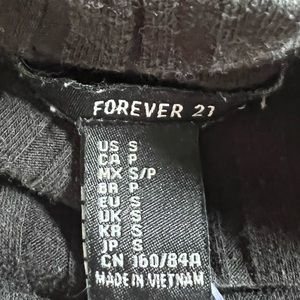 FOREVER 21
US S
CA P
MX S/P
BR P
EU S
UK S
KR S
JP S
CN 160/84A
MADE IN VIETNAM